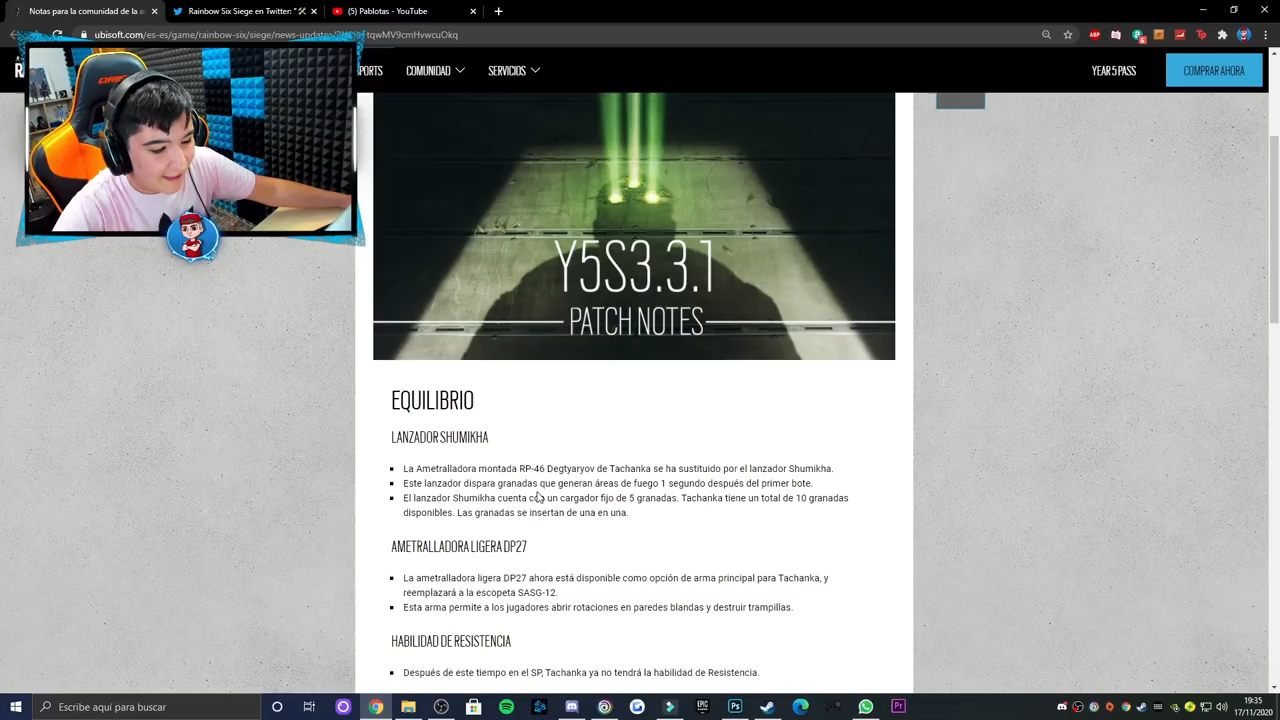 Notas de la comunidad de Rai
Rainbow Six Siege en Twitter: "🛠
(5) Parlotas - YouTube
ubisoft.com/es-es/game/rainbow-six/siege/news-updates/
tqwMV9cmHvwcuOkq
PORTS
COMUNIDAD
SERVICIOS
YEAR 5 PASS
COMPRAR AHORA
Y5S3.3.1
PATCH NOTES
EQUILIBRIO
LANZADOR SHUMIKHA
La Ametralladora montada RP-46 Degtyaryov de Tachanka se ha sustituido por el lanzador Shumikha.
Este lanzador dispara granadas que generan áreas de fuego 1 segundo después del primer bote.
El lanzador Shumikha cuenta con un cargador fijo de 5 granadas. Tachanka tiene un total de 10 granadas
disponibles. Las granadas se insertan de una en una.
AMETRALLADORA LIGERA DP27
La ametralladora ligera DP27 ahora está disponible como opción de arma principal para Tachanka, y
reemplazará a la escopeta SASG-12.
Esta arma permite a los jugadores abrir rotaciones en paredes blandas y destruir trampillas.
HABILIDAD DE RESISTENCIA
Después de este tiempo en el SP, Tachanka ya no tendrá la habilidad de Resistencia.
Escribe aquí para buscar
19:35
17/11/2020